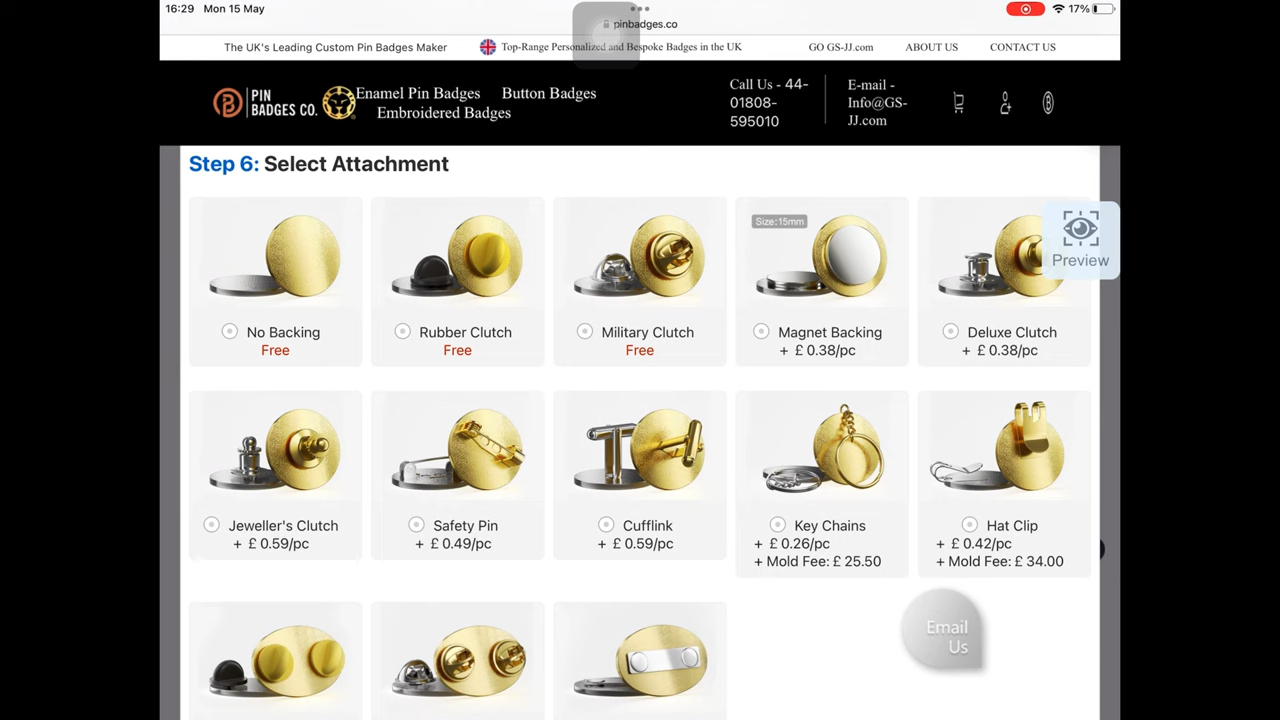 16:29 Mon 15 May
17%
pinbadges.co
The UK's Leading Custom Pin Badges Maker
Top-Range Personalized and Bespoke Badges in the UK
GO GS-JJ.com
ABOUT US
CONTACT US
PIN
BADGES CO.
Enamel Pin Badges
Button Badges
Embroidered Badges
Call Us - 44-
01808-
595010
E-mail -
Info@GS-
JJ.com
Step 6: Select Attachment
Size:15mm
Preview
No Backing
Free
Rubber Clutch
Free
Military Clutch
Free
Magnet Backing
+ £ 0.38/pc
Deluxe Clutch
+ £ 0.38/pc
Jeweller's Clutch
+ £ 0.59/pc
Safety Pin
+ £ 0.49/pc
Cufflink
+ £ 0.59/pc
Key Chains
+ £ 0.26/pc
+ Mold Fee: £ 25.50
Hat Clip
+ £ 0.42/pc
+ Mold Fee: £ 34.00
Email
Us